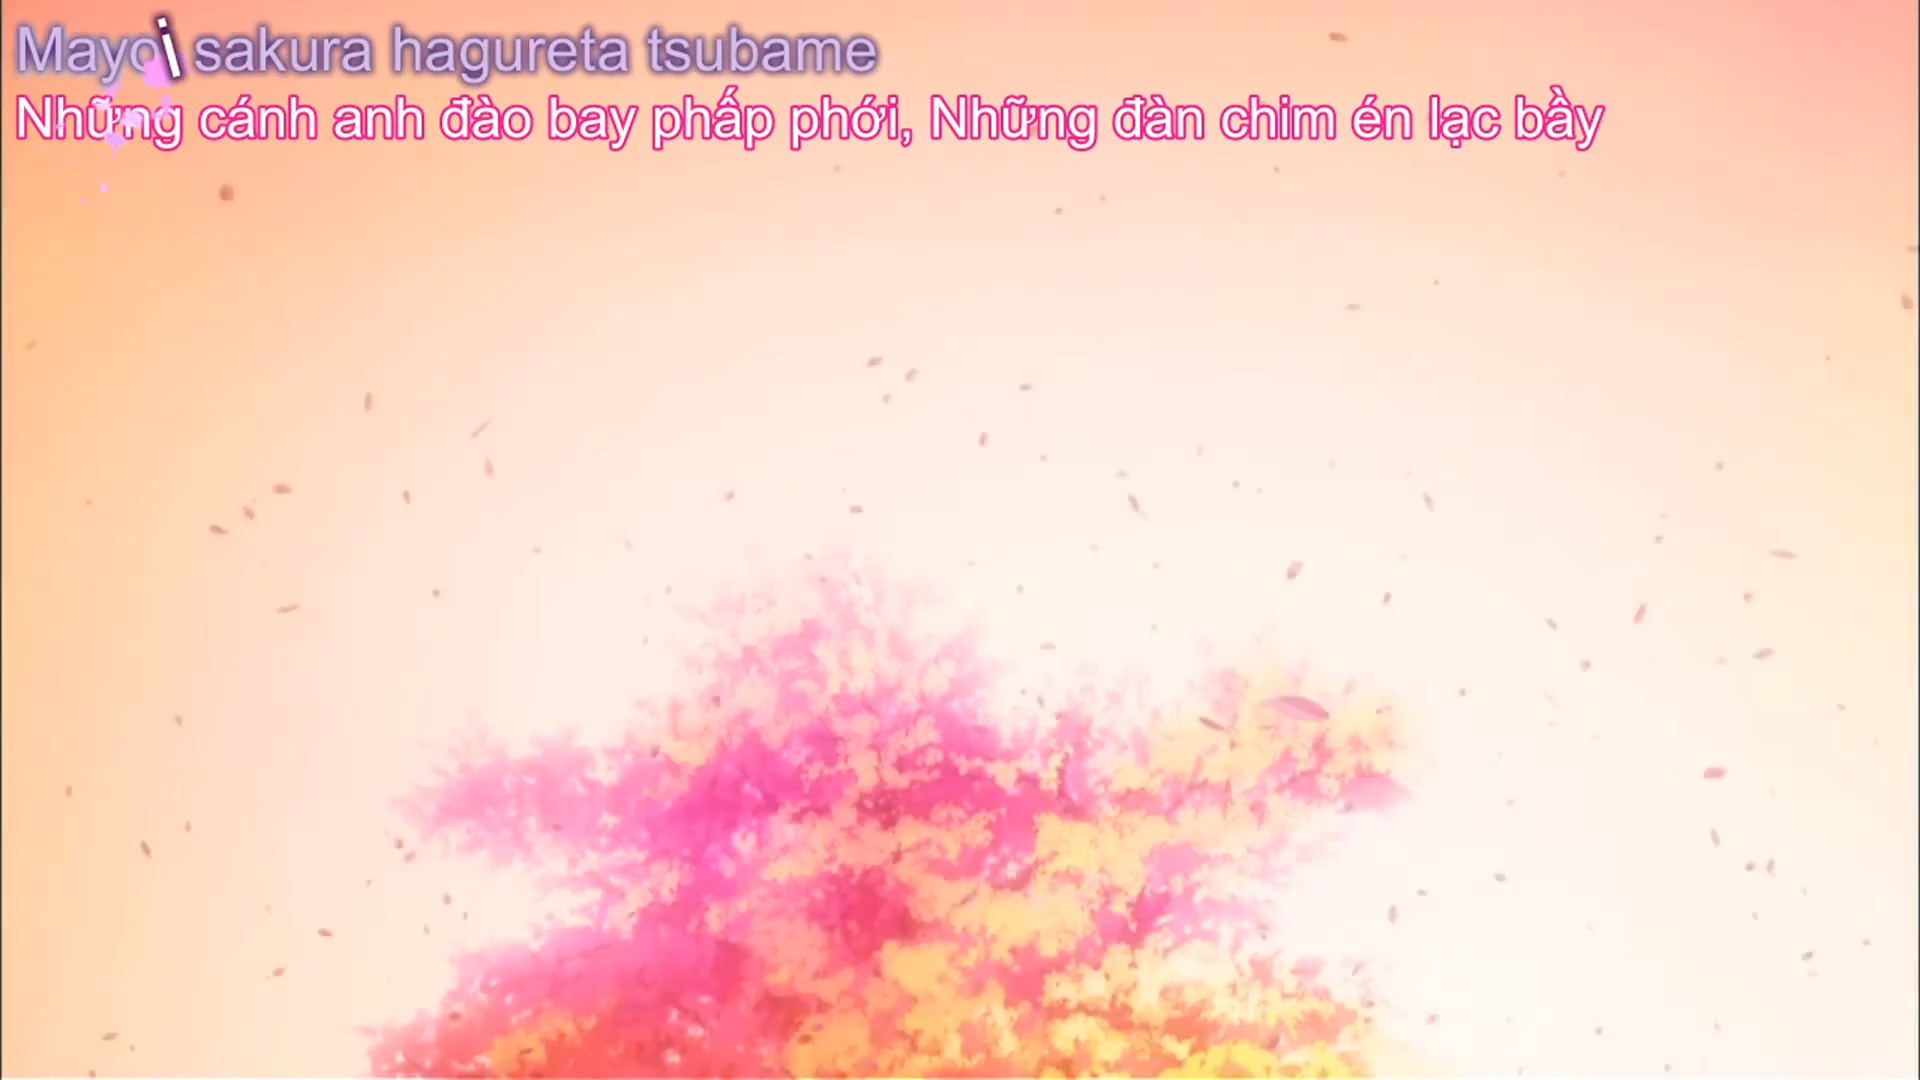 Mayoi sakura hagureta tsubame
Những cánh anh đào bay phấp phới, Những đàn chim én lạc bầy